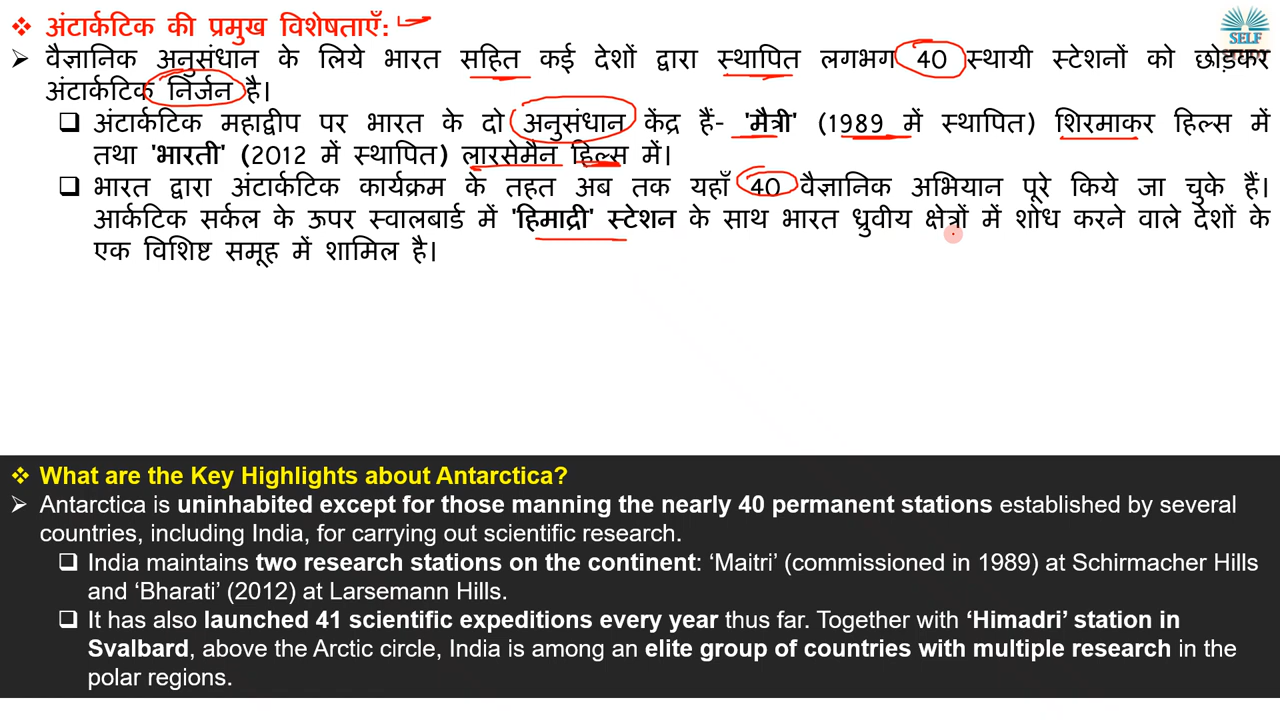 ❖ अंटार्कटिक की प्रमुख विशेषताएँ:
➢ वैज्ञानिक अनुसंधान के लिये भारत सहित कई देशों द्वारा स्थापित लगभग 40 स्थायी स्टेशनों को छोड़कर
अंटार्कटिक निर्जन है।
❑ अंटार्कटिक महाद्वीप पर भारत के दो अनुसंधान केंद्र हैं- 'मैत्री' (1989 में स्थापित) शिरमाकर हिल्स में
तथा 'भारती' (2012 में स्थापित) लारसेमैन हिल्स में।
❑ भारत द्वारा अंटार्कटिक कार्यक्रम के तहत अब तक यहाँ 40 वैज्ञानिक अभियान पूरे किये जा चुके हैं।
आर्कटिक सर्कल के ऊपर स्वालबार्ड में 'हिमाद्री' स्टेशन के साथ भारत ध्रुवीय क्षेत्रों में शोध करने वाले देशों के
एक विशिष्ट समूह में शामिल है।
SELF
❖ What are the Key Highlights about Antarctica?
➢ Antarctica is uninhabited except for those manning the nearly 40 permanent stations established by several
countries, including India, for carrying out scientific research.
❑ India maintains two research stations on the continent: ‘Maitri’ (commissioned in 1989) at Schirmacher Hills
and ‘Bharati’ (2012) at Larsemann Hills.
❑ It has also launched 41 scientific expeditions every year thus far. Together with ‘Himadri’ station in
Svalbard, above the Arctic circle, India is among an elite group of countries with multiple research in the
polar regions.